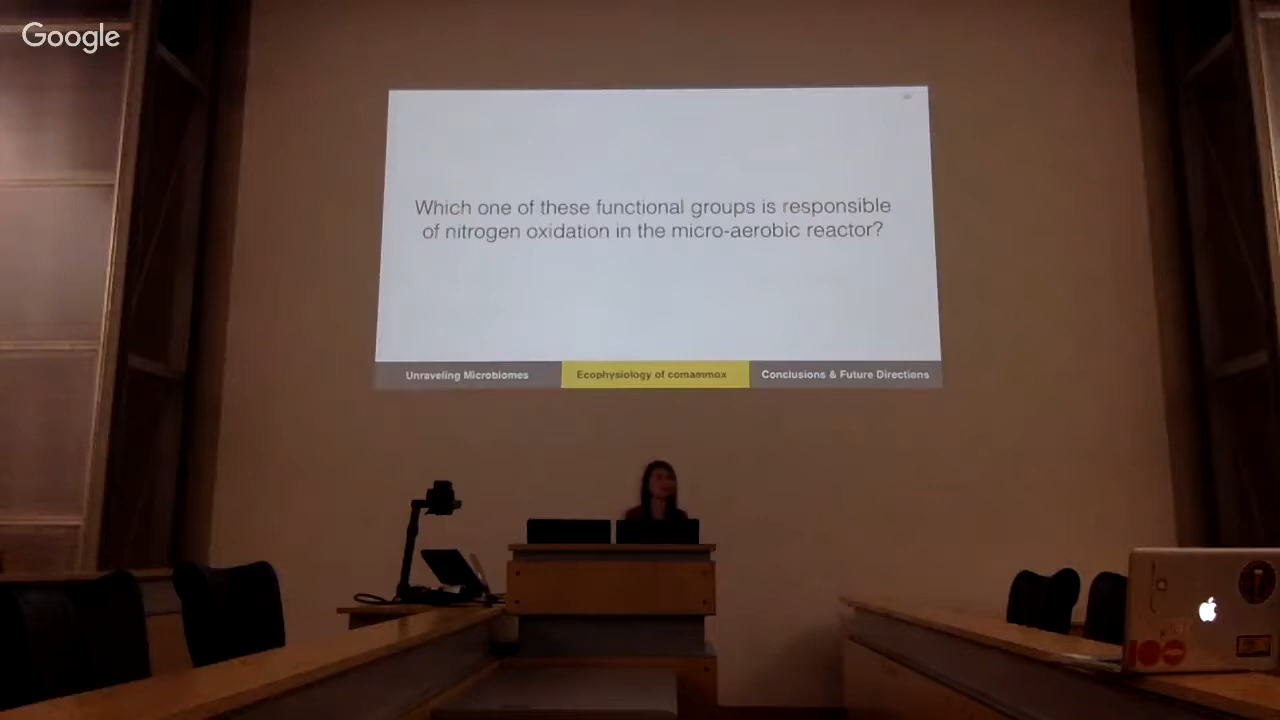 Google
Which one of these functional groups is responsible
of nitrogen oxidation in the micro-aerobic reactor?
Unraveling Microbiomes
Ecophysiology of comammox
Conclusions & Future Directions
100